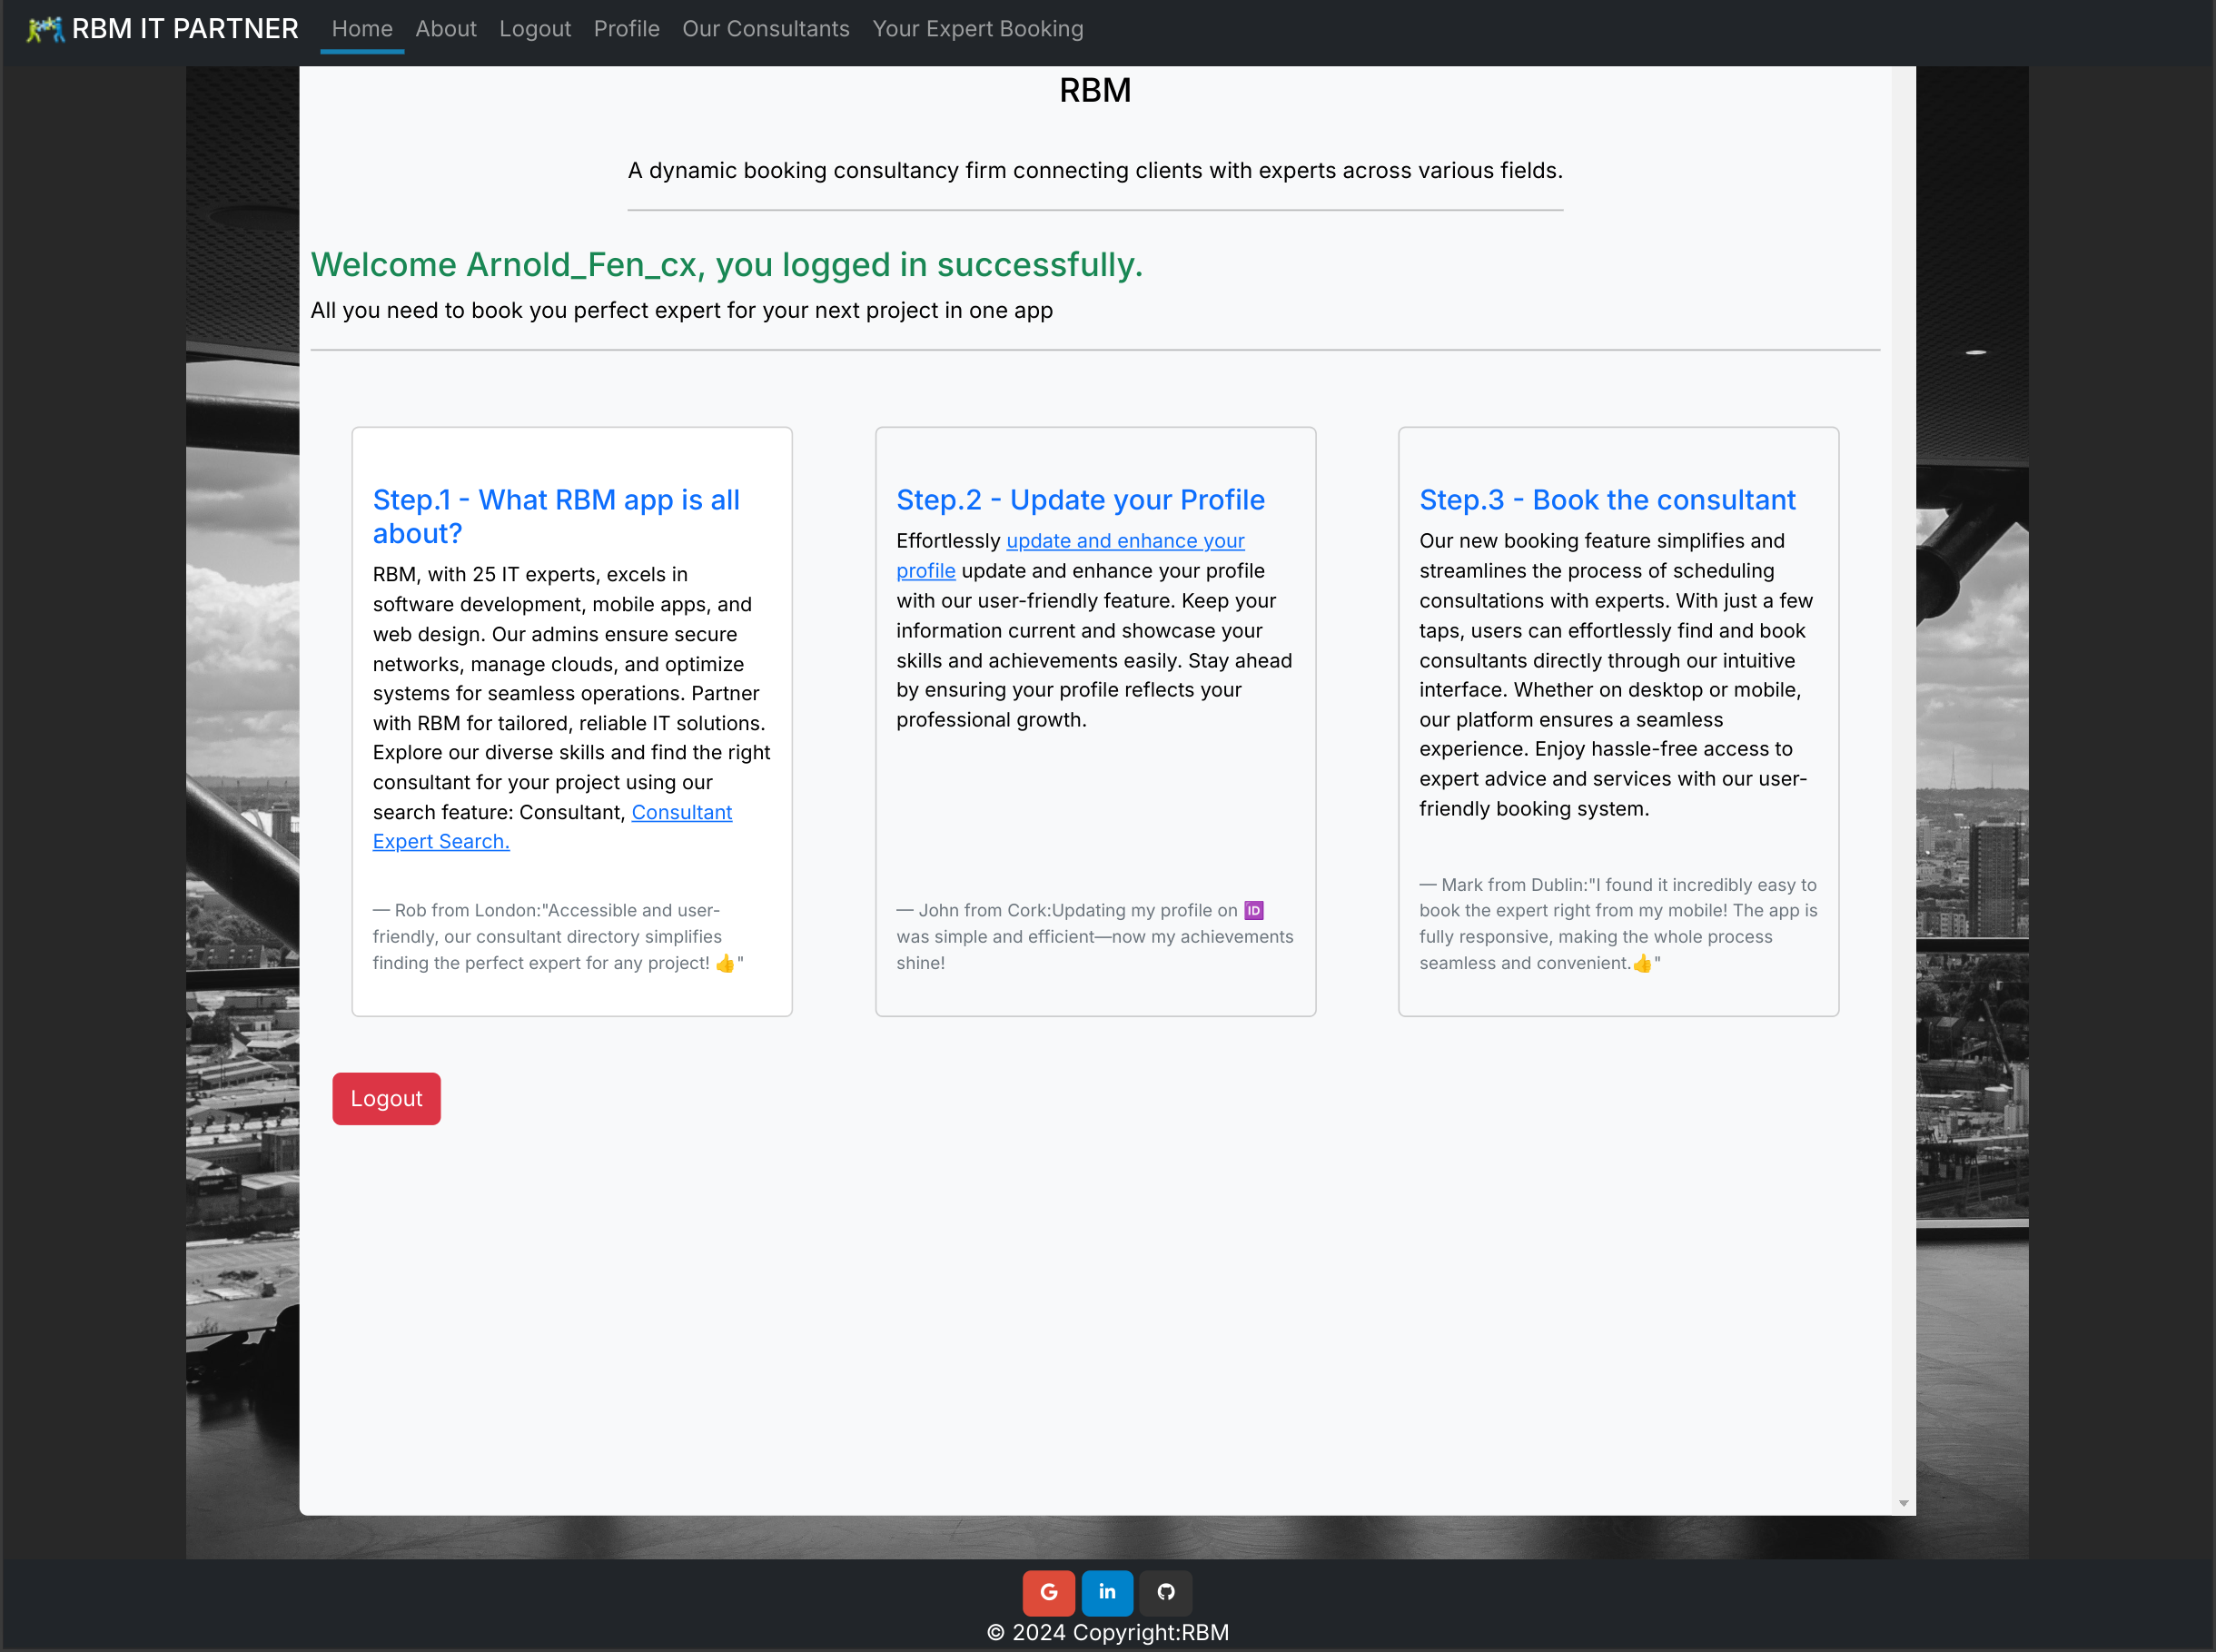 RBM IT PARTNER Home About Logout Profile Our Consultants Your Expert Booking
RBM
A dynamic booking consultancy firm connecting clients with experts across various fields.
Welcome Arnold_Fen_cx, you logged in successfully.
All you need to book you perfect expert for your next project in one app
Step.1 - What RBM app is all
about?
RBM, with 25 IT experts, excels in
software development, mobile apps, and
web design. Our admins ensure secure
networks, manage clouds, and optimize
systems for seamless operations. Partner
with RBM for tailored, reliable IT solutions.
Explore our diverse skills and find the right
consultant for your project using our
search feature: Consultant, Consultant
Expert Search.
— Rob from London:"Accessible and user-
friendly, our consultant directory simplifies
finding the perfect expert for any project! 👍"
Step.2 - Update your Profile
Effortlessly update and enhance your
profile update and enhance your profile
with our user-friendly feature. Keep your
information current and showcase your
skills and achievements easily. Stay ahead
by ensuring your profile reflects your
professional growth.
— John from Cork:Updating my profile on 🆔
was simple and efficient—now my achievements
shine!
Step.3 - Book the consultant
Our new booking feature simplifies and
streamlines the process of scheduling
consultations with experts. With just a few
taps, users can effortlessly find and book
consultants directly through our intuitive
interface. Whether on desktop or mobile,
our platform ensures a seamless
experience. Enjoy hassle-free access to
expert advice and services with our user-
friendly booking system.
— Mark from Dublin:"I found it incredibly easy to
book the expert right from my mobile! The app is
fully responsive, making the whole process
seamless and convenient.👍"
Logout
G in
© 2024 Copyright:RBM